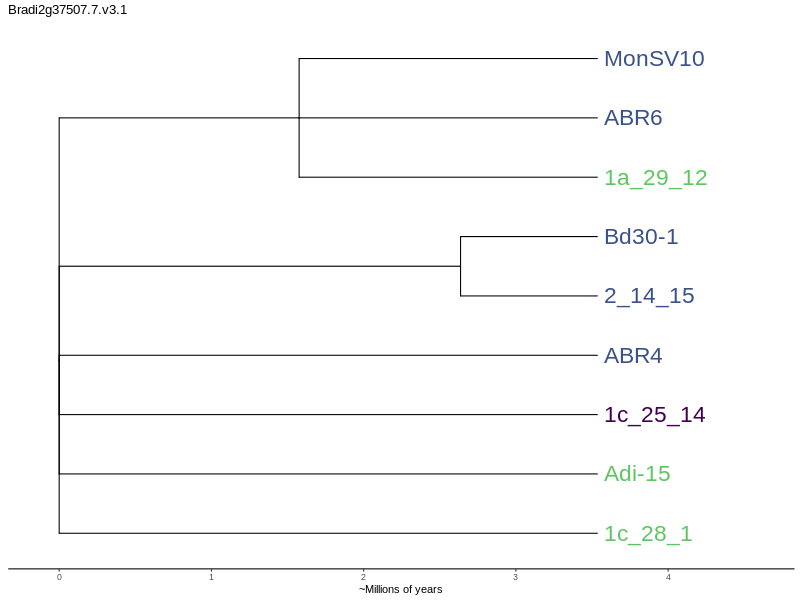 Bradi2g37507.7.v3.1
MonSV10
ABR6
1a_29_12
Bd30-1
2_14_15
ABR4
1c_25_14
Adi-15
1c_28_1
0 1 2 3 4
~Millions of years